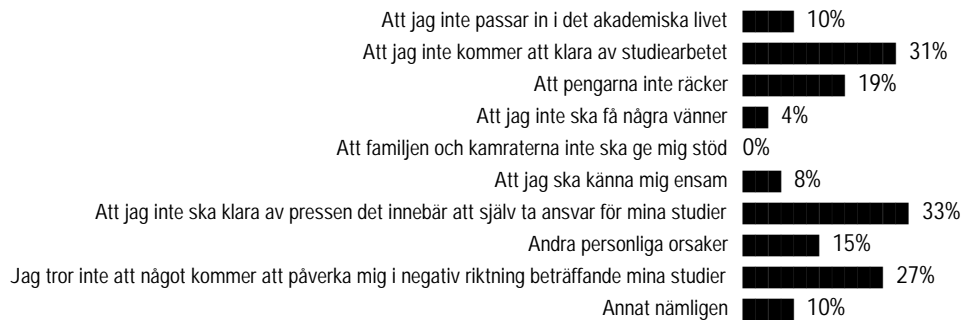 Att jag inte passar in i det akademiska livet 10%
Att jag inte kommer att klara av studiearbetet 31%
Att pengarna inte räcker 19%
Att jag inte ska få några vänner 4%
Att familjen och kamraterna inte ska ge mig stöd 0%
Att jag ska känna mig ensam 8%
Att jag inte ska klara av pressen det innebär att själv ta ansvar för mina studier 33%
Andra personliga orsaker 15%
Jag tror inte att något kommer att påverka mig i negativ riktning beträffande mina studier 27%
Annat nämligen 10%